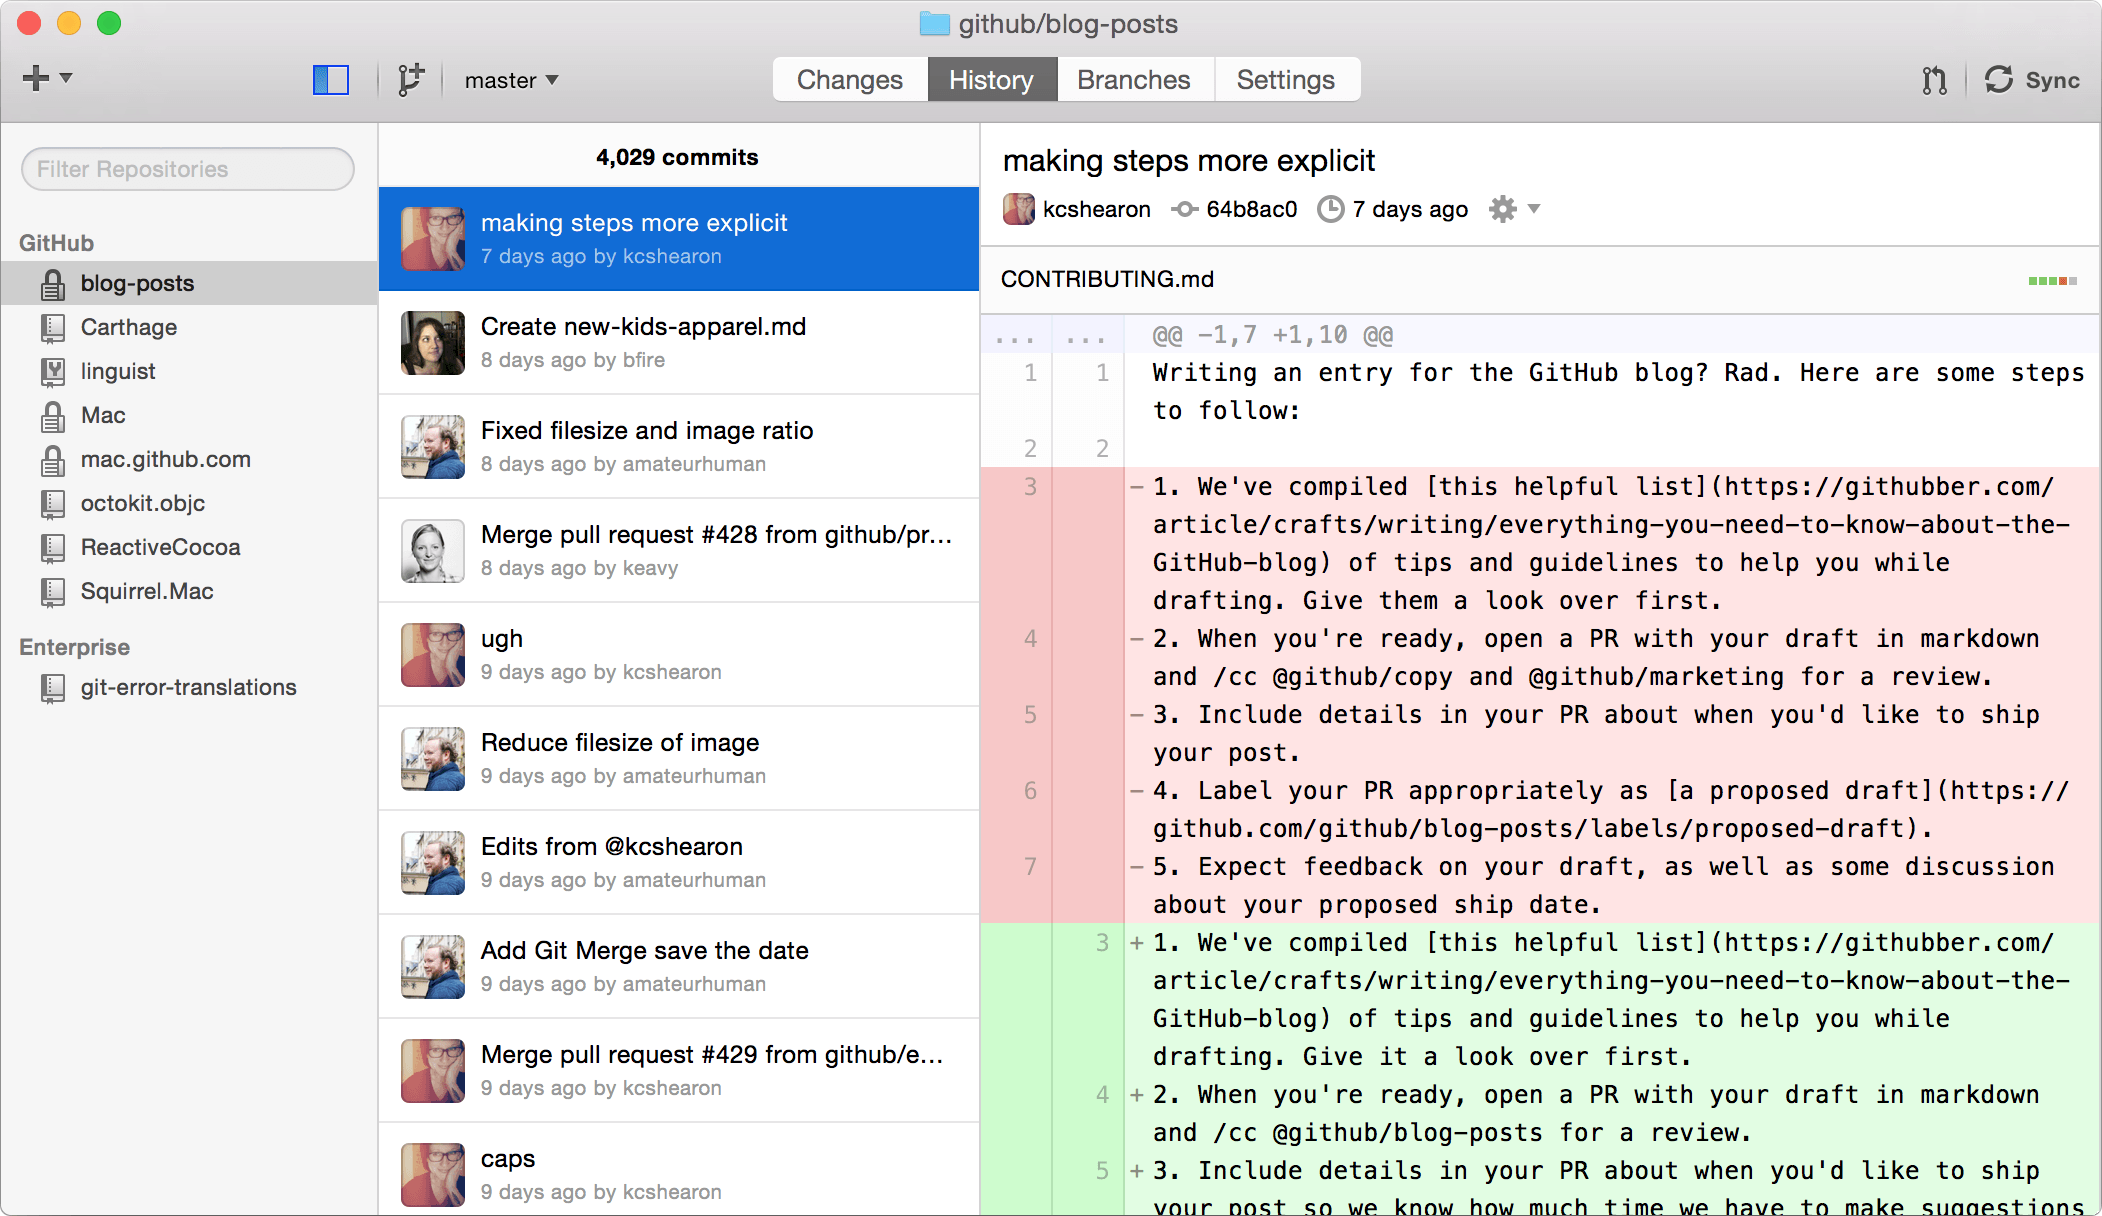 github/blog-posts
master
Changes
History
Branches
Settings
Sync
Filter Repositories
GitHub
blog-posts
Carthage
linguist
Mac
mac.github.com
octokit.objc
ReactiveCocoa
Squirrel.Mac
Enterprise
git-error-translations
4,029 commits
making steps more explicit
7 days ago by kcshearon
Create new-kids-apparel.md
8 days ago by bfire
Fixed filesize and image ratio
8 days ago by amateurhuman
Merge pull request #428 from github/pr...
8 days ago by keavy
ugh
9 days ago by kcshearon
Reduce filesize of image
9 days ago by amateurhuman
Edits from @kcshearon
9 days ago by amateurhuman
Add Git Merge save the date
9 days ago by amateurhuman
Merge pull request #429 from github/e...
9 days ago by kcshearon
caps
9 days ago by kcshearon
making steps more explicit
kcshearon 64b8ac0 7 days ago
CONTRIBUTING.md
... ... @@ -1,7 +1,10 @@
1 1 Writing an entry for the GitHub blog? Rad. Here are some steps
to follow:
2 2
3 - 1. We've compiled [this helpful list](https://githubber.com/
article/crafts/writing/everything-you-need-to-know-about-the-
GitHub-blog) of tips and guidelines to help you while
drafting. Give them a look over first.
4 - 2. When you're ready, open a PR with your draft in markdown
and /cc @github/copy and @github/marketing for a review.
5 - 3. Include details in your PR about when you'd like to ship
your post.
6 - 4. Label your PR appropriately as [a proposed draft](https://
github.com/github/blog-posts/labels/proposed-draft).
7 - 5. Expect feedback on your draft, as well as some discussion
about your proposed ship date.
3 + 1. We've compiled [this helpful list](https://githubber.com/
article/crafts/writing/everything-you-need-to-know-about-the-
GitHub-blog) of tips and guidelines to help you while
drafting. Give it a look over first.
4 + 2. When you're ready, open a PR with your draft in markdown
and /cc @github/blog-posts for a review.
5 + 3. Include details in your PR about when you'd like to ship
your post so we know how much time we have to make suggestions